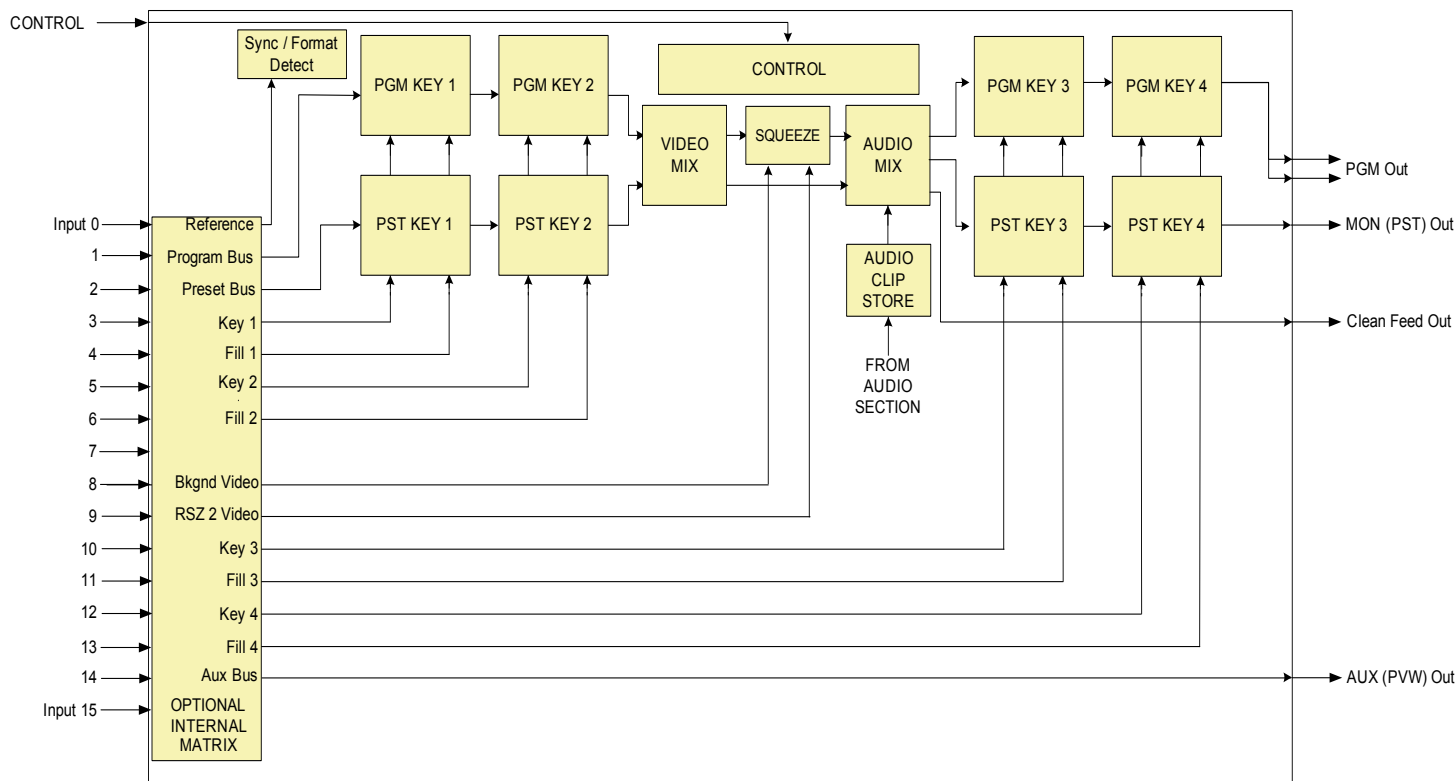 CONTROL
Sync / Format
Detect
PGM KEY 1
PGM KEY 2
CONTROL
PGM KEY 3
PGM KEY 4
VIDEO
MIX
SQUEEZE
AUDIO
MIX
PGM Out
PST KEY 1
PST KEY 2
PST KEY 3
PST KEY 4
MON (PST) Out
AUDIO
CLIP
STORE
Clean Feed Out
FROM
AUDIO
SECTION
Input 0
1
2
3
4
5
6
7
8
9
10
11
12
13
14
Input 15
Reference
Program Bus
Preset Bus
Key 1
Fill 1
Key 2
Fill 2
Bkgnd Video
RSZ 2 Video
Key 3
Fill 3
Key 4
Fill 4
Aux Bus
OPTIONAL
INTERNAL
MATRIX
AUX (PVW) Out